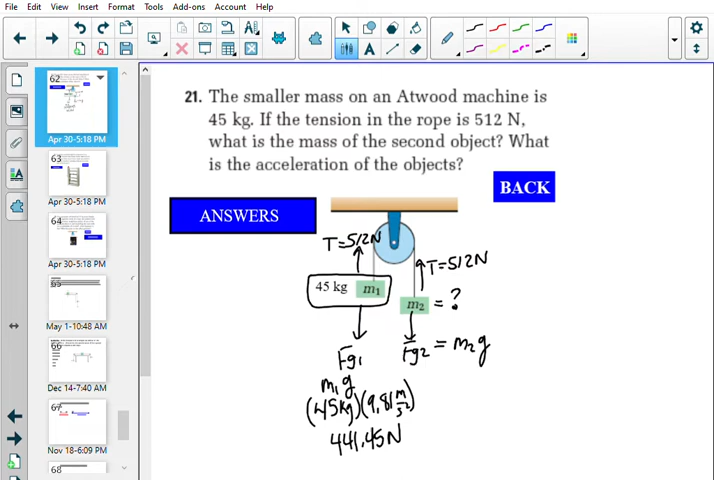 File Edit View Insert Format Tools Add-ons Account Help
62
Apr 30-5:18 PM
63
Apr 30-5:18 PM
64
Apr 30-5:18 PM
65
May 1-10:48 AM
66
Dec 14-7:40 AM
67
Nov 18-6:09 PM
68
21. The smaller mass on an Atwood machine is
45 kg. If the tension in the rope is 512 N,
what is the mass of the second object? What
is the acceleration of the objects?
BACK
ANSWERS
T=512N
T=512N
45 kg m₁
m₂ = ?
Fg₁
Fg₂ = m₂g
m₁g
(45kg)(9.81 m/s²)
441.45N